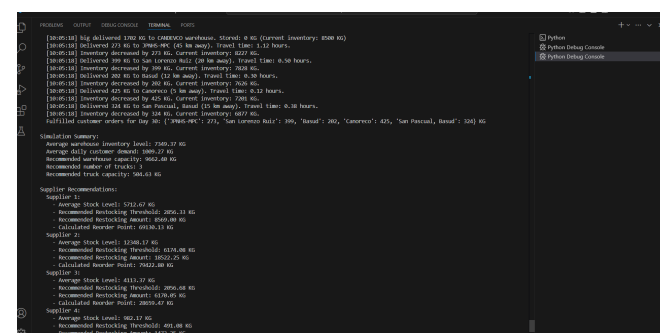 PROBLEMS OUTPUT DEBUG CONSOLE TERMINAL PORTS
[10:05:18] big delivered 1702 KG to CANDEVCO warehouse. Stored: 0 KG (Current inventory: 8500 KG)
[10:05:18] Delivered 273 KG to JPNHS-MPC (45 km away). Travel time: 1.12 hours.
[10:05:18] Inventory decreased by 273 KG. Current inventory: 8227 KG.
[10:05:18] Delivered 399 KG to San Lorenzo Ruiz (20 km away). Travel time: 0.50 hours.
[10:05:18] Inventory decreased by 399 KG. Current inventory: 7828 KG.
[10:05:18] Delivered 202 KG to Basud (12 km away). Travel time: 0.30 hours.
[10:05:18] Inventory decreased by 202 KG. Current inventory: 7626 KG.
[10:05:18] Delivered 425 KG to Canoreco (5 km away). Travel time: 0.12 hours.
[10:05:18] Inventory decreased by 425 KG. Current inventory: 7201 KG.
[10:05:18] Delivered 324 KG to San Pascual, Basud (15 km away). Travel time: 0.38 hours.
[10:05:18] Inventory decreased by 324 KG. Current inventory: 6877 KG.
Fulfilled customer orders for Day 30: {'JPNHS-MPC': 273, 'San Lorenzo Ruiz': 399, 'Basud': 202, 'Canoreco': 425, 'San Pascual, Basud': 324} KG
Simulation Summary:
Average warehouse inventory level: 7349.37 KG
Average daily customer demand: 1009.27 KG
Recommended warehouse capacity: 9662.40 KG
Recommended number of trucks: 3
Recommended truck capacity: 504.63 KG
Supplier Recommendations:
Supplier 1:
- Average Stock Level: 5712.67 KG
- Recommended Restocking Threshold: 2856.33 KG
- Recommended Restocking Amount: 8569.00 KG
- Calculated Reorder Point: 69130.13 KG
Supplier 2:
- Average Stock Level: 12348.17 KG
- Recommended Restocking Threshold: 6174.08 KG
- Recommended Restocking Amount: 18522.25 KG
- Calculated Reorder Point: 79422.80 KG
Supplier 3:
- Average Stock Level: 4113.37 KG
- Recommended Restocking Threshold: 2056.68 KG
- Recommended Restocking Amount: 6170.05 KG
- Calculated Reorder Point: 28659.47 KG
Supplier 4:
- Average Stock Level: 982.17 KG
- Recommended Restocking Threshold: 491.08 KG
Python
Python Debug Console
Python Debug Console